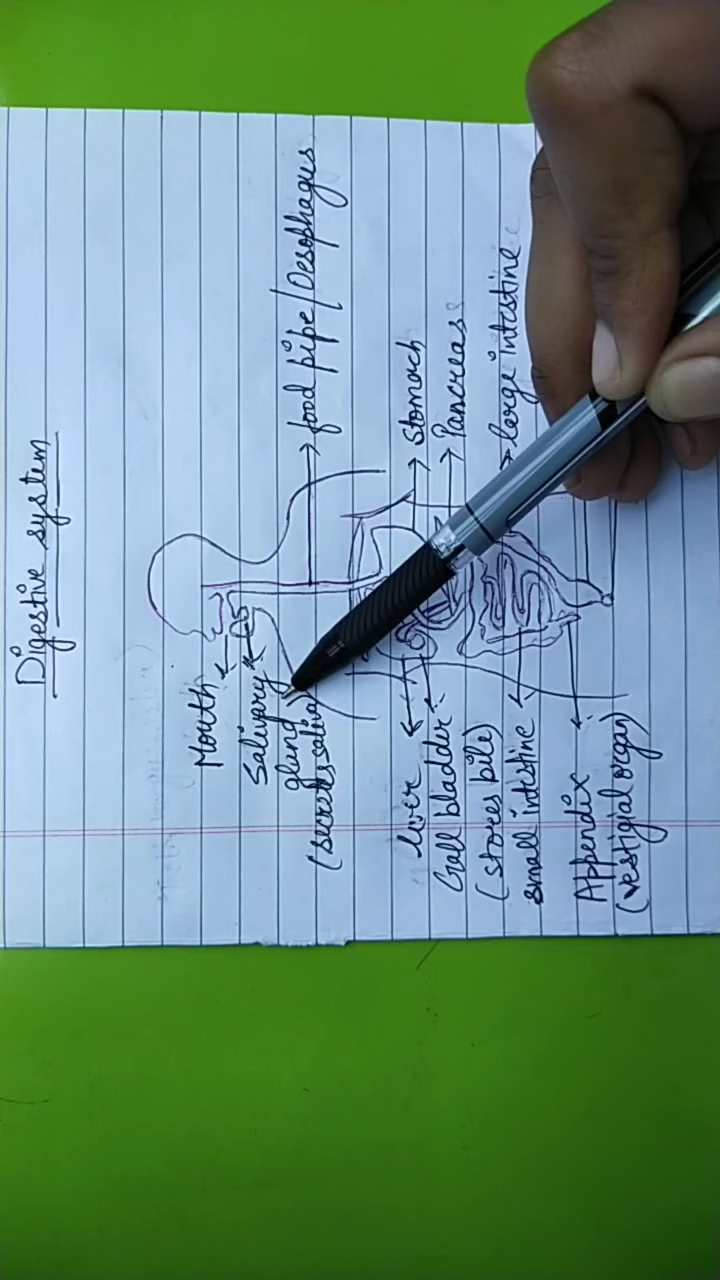 Digestive system
Mouth
Salivary
gland
(secretes saliva)
food pipe/Oesophagus
liver
Gall bladder
(stores bile)
small intestine
Appendix
(vestigial organ)
Stomach
Pancreas
large intestine